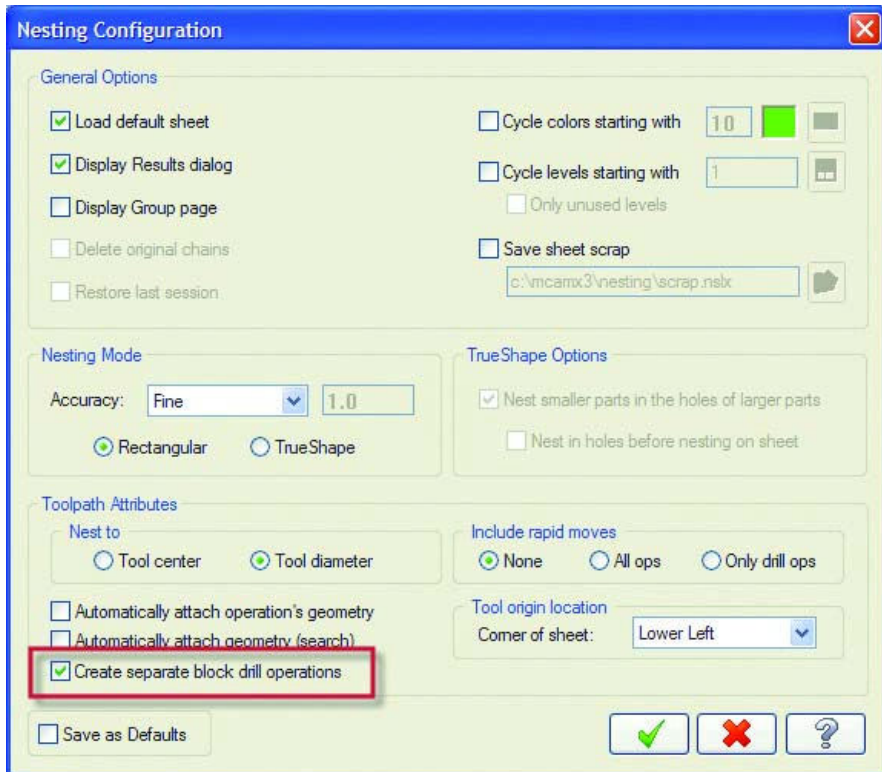 Nesting Configuration
General Options
Load default sheet
Display Results dialog
Display Group page
Delete original chains
Restore last session
Cycle colors starting with 10
Cycle levels starting with 1
Only unused levels
Save sheet scrap
c:\mcamx3\nesting\scrap.nslx
Nesting Mode
Accuracy: Fine 1.0
Rectangular TrueShape
TrueShape Options
Nest smaller parts in the holes of larger parts
Nest in holes before nesting on sheet
Toolpath Attributes
Nest to
Tool center Tool diameter
Include rapid moves
None All ops Only drill ops
Automatically attach operation's geometry
Automatically attach geometry (search)
Create separate block drill operations
Tool origin location
Corner of sheet: Lower Left
Save as Defaults
?